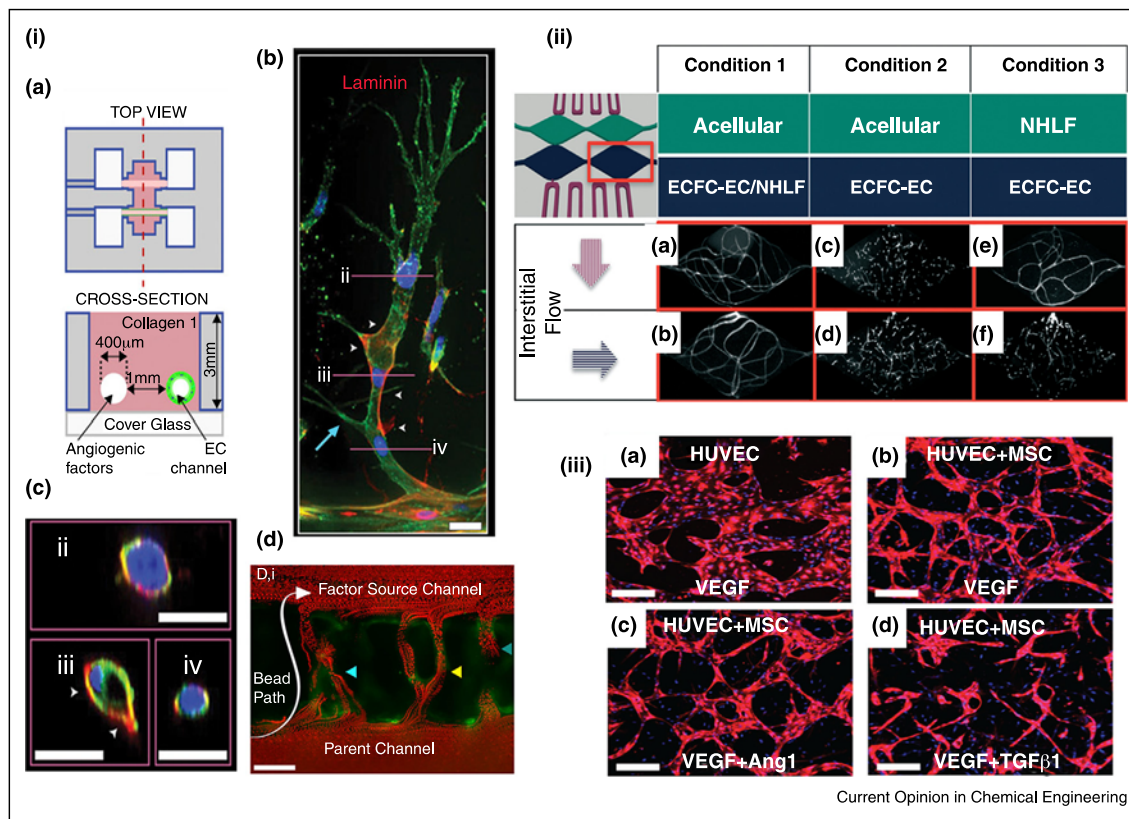 (i)
(a)
TOP VIEW
CROSS-SECTION
Collagen 1
400μm
1mm
3mm
Cover Glass
Angiogenic
factors
EC
channel
(b)
Laminin
ii
iii
iv
(c)
ii
iii
iv
(d)
D,i
Factor Source Channel
Bead
Path
Parent Channel
(ii)
Condition 1 Condition 2 Condition 3
Acellular Acellular NHLF
ECFC-EC/NHLF ECFC-EC ECFC-EC
Interstitial
Flow
(a) (c) (e)
(b) (d) (f)
(iii)
(a)
HUVEC
VEGF
(b)
HUVEC+MSC
VEGF
(c)
HUVEC+MSC
VEGF+Ang1
(d)
HUVEC+MSC
VEGF+TGFβ1
Current Opinion in Chemical Engineering